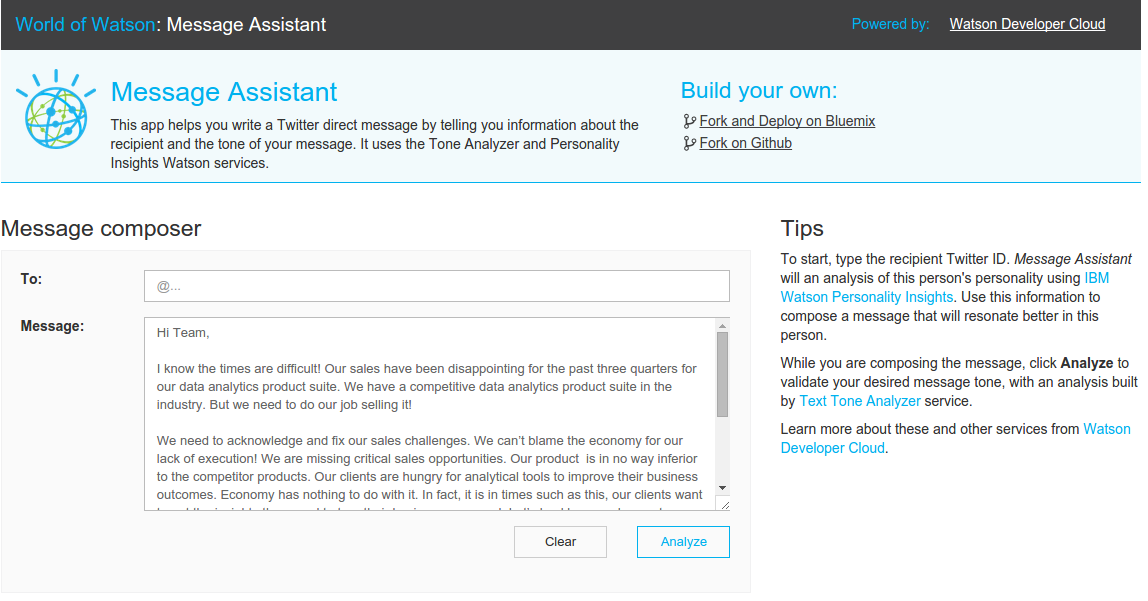 World of Watson: Message Assistant
Powered by: Watson Developer Cloud
Message Assistant
This app helps you write a Twitter direct message by telling you information about the
recipient and the tone of your message. It uses the Tone Analyzer and Personality
Insights Watson services.
Build your own:
Fork and Deploy on Bluemix
Fork on Github
Message composer
To:
@...
Message:
Hi Team,
I know the times are difficult! Our sales have been disappointing for the past three quarters for
our data analytics product suite. We have a competitive data analytics product suite in the
industry. But we need to do our job selling it!
We need to acknowledge and fix our sales challenges. We can’t blame the economy for our
lack of execution! We are missing critical sales opportunities. Our product  is in no way inferior
to the competitor products. Our clients are hungry for analytical tools to improve their business
outcomes. Economy has nothing to do with it. In fact, it is in times such as this, our clients want
Clear
Analyze
Tips
To start, type the recipient Twitter ID. Message Assistant
will an analysis of this person's personality using IBM
Watson Personality Insights. Use this information to
compose a message that will resonate better in this
person.
While you are composing the message, click Analyze to
validate your desired message tone, with an analysis built
by Text Tone Analyzer service.
Learn more about these and other services from Watson
Developer Cloud.